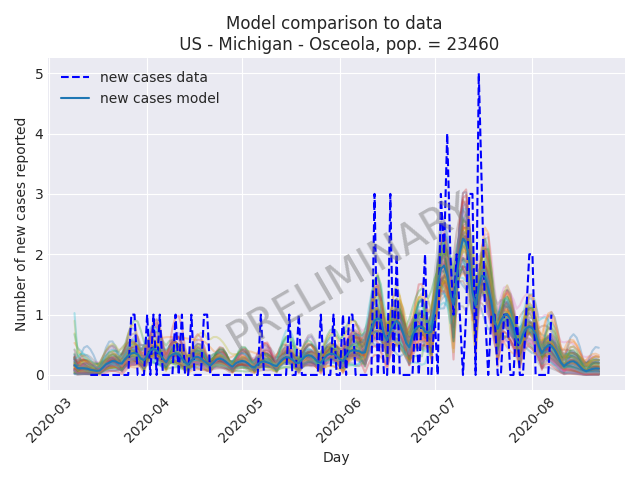 Model comparison to data
US - Michigan - Osceola, pop. = 23460
new cases data
new cases model
PRELIMINARY
Number of new cases reported
5
4
3
2
1
0
2020-03
2020-04
2020-05
2020-06
2020-07
2020-08
Day